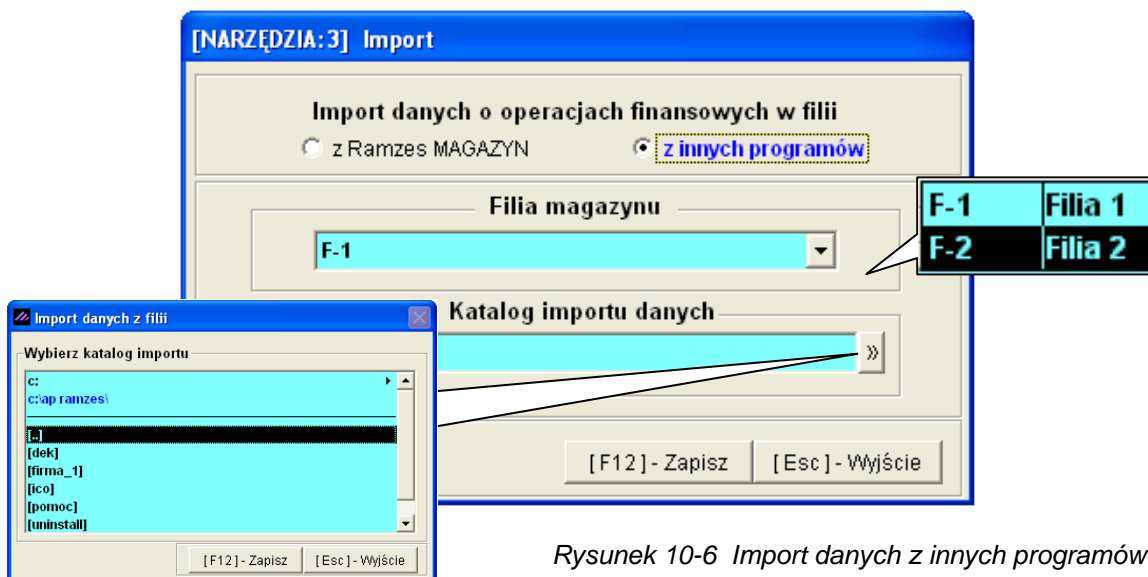 [NARZĘDZIA:3] Import
Import danych o operacjach finansowych w filii
z Ramzes MAGAZYN z innych programów
Filia magazynu
F-1
F-1 Filia 1
F-2 Filia 2
Katalog importu danych
»
[F12] - Zapisz [Esc] - Wyjście
Import danych z filii
Wybierz katalog importu
c:
c:\ap ramzes\
[..]
[dek]
[firma_1]
[ico]
[pomoc]
[uninstall]
[F12] - Zapisz [Esc] - Wyjście
Rysunek 10-6 Import danych z innych programów